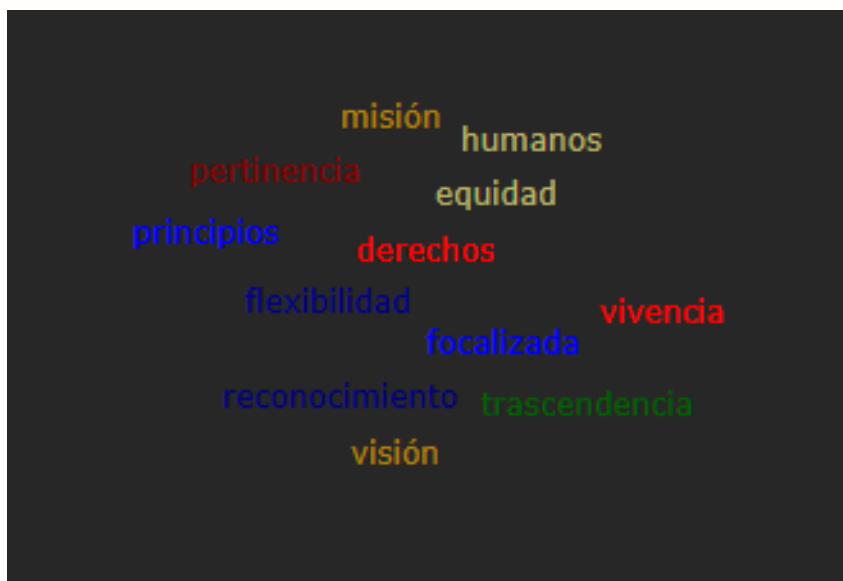 misión
humanos
pertinencia
equidad
principios
derechos
flexibilidad
vivencia
focalizada
reconocimiento
trascendencia
visión